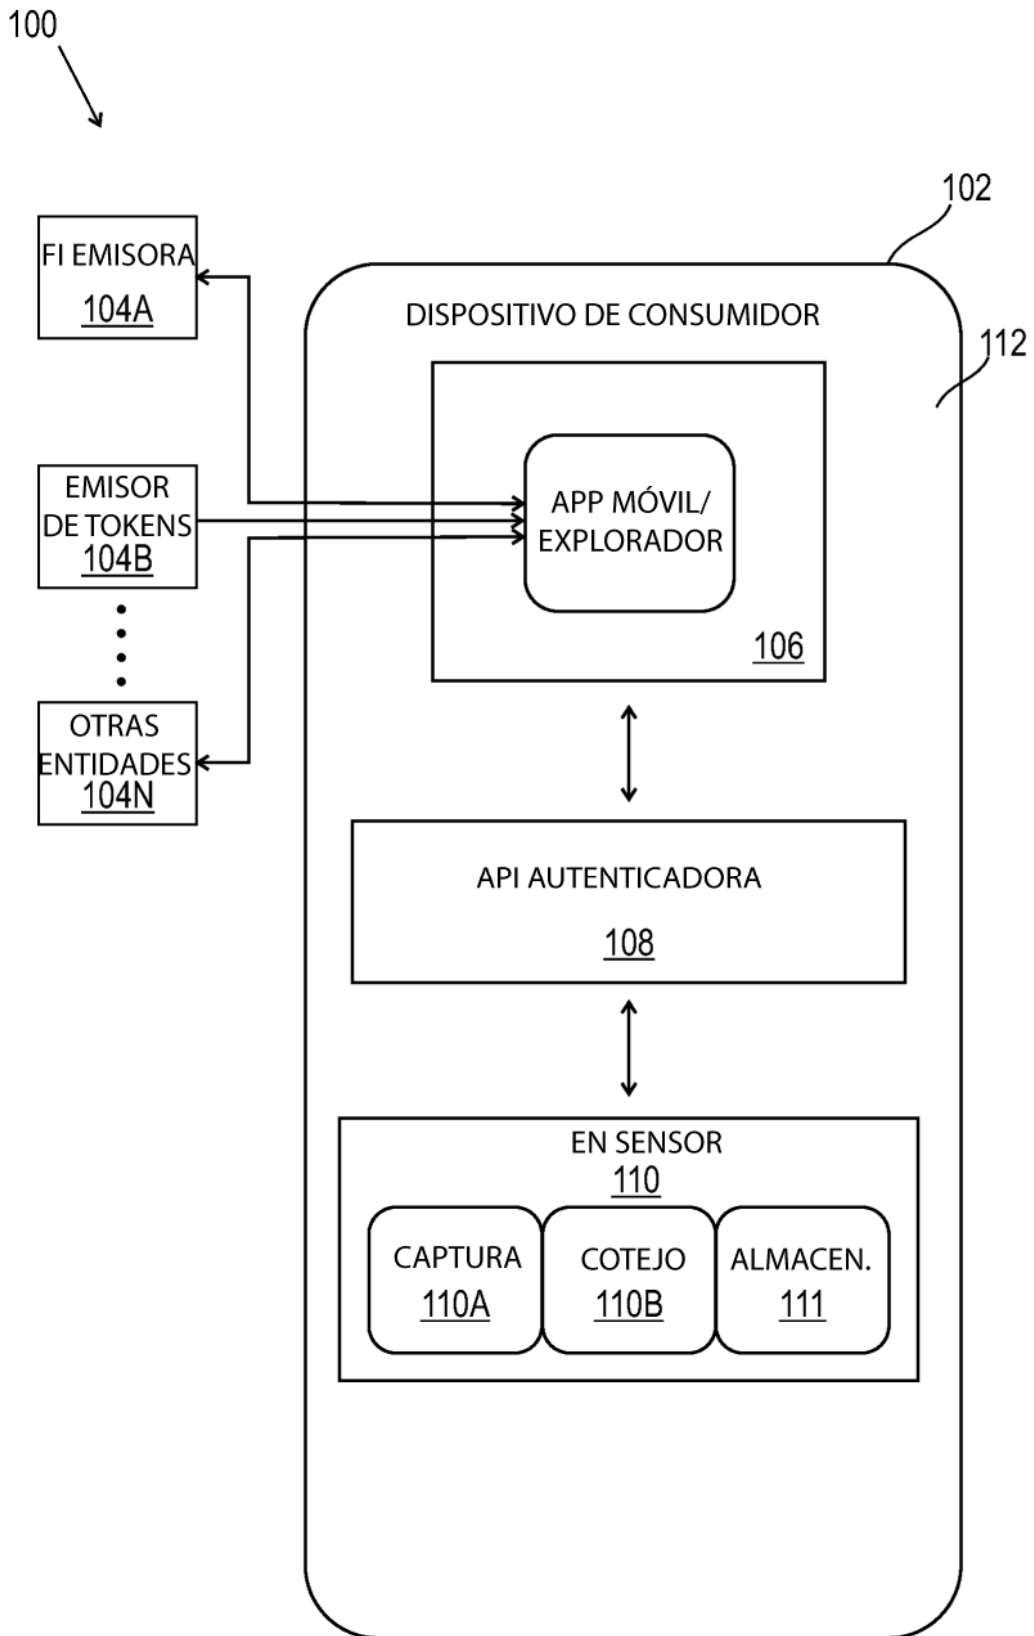 100
102
FI EMISORA
104A
DISPOSITIVO DE CONSUMIDOR
112
EMISOR
DE TOKENS
104B
APP MÓVIL/
EXPLORADOR
106
OTRAS
ENTIDADES
104N
API AUTENTICADORA
108
EN SENSOR
110
CAPTURA
110A
COTEJO
110B
ALMACEN.
111